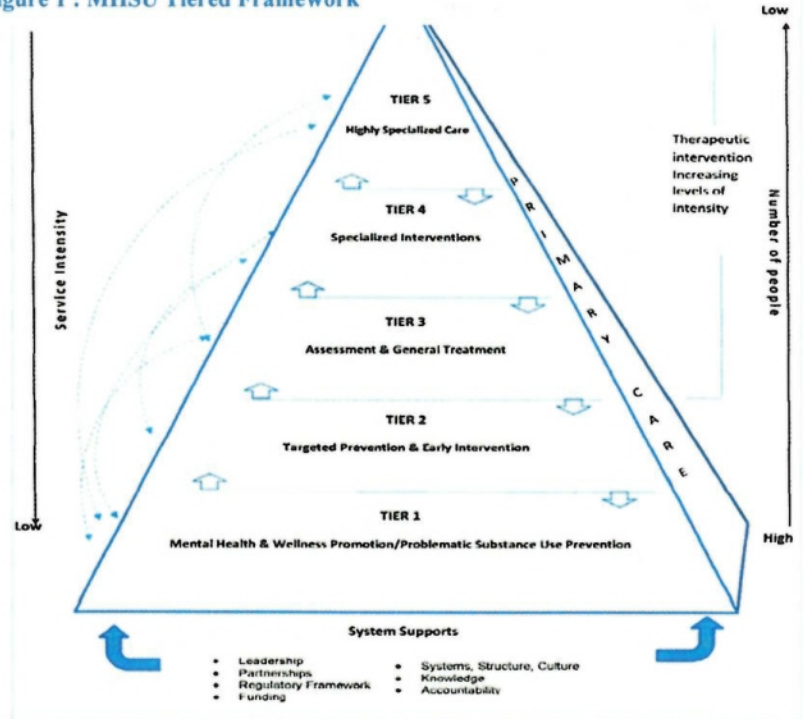 Figure 1 : MHSU Tiered Framework
Low
TIER 5
Highly Specialized Care
Therapeutic
intervention
Increasing
levels of
intensity
TIER 4
Specialized Interventions
TIER 3
Assessment & General Treatment
TIER 2
Targeted Prevention & Early Intervention
TIER 1
Mental Health & Wellness Promotion/Problematic Substance Use Prevention
PRIMARY CARE
Service Intensity
Number of people
Low
High
System Supports
• Leadership
• Partnerships
• Regulatory Framework
• Funding
• Systems, Structure, Culture
• Knowledge
• Accountability